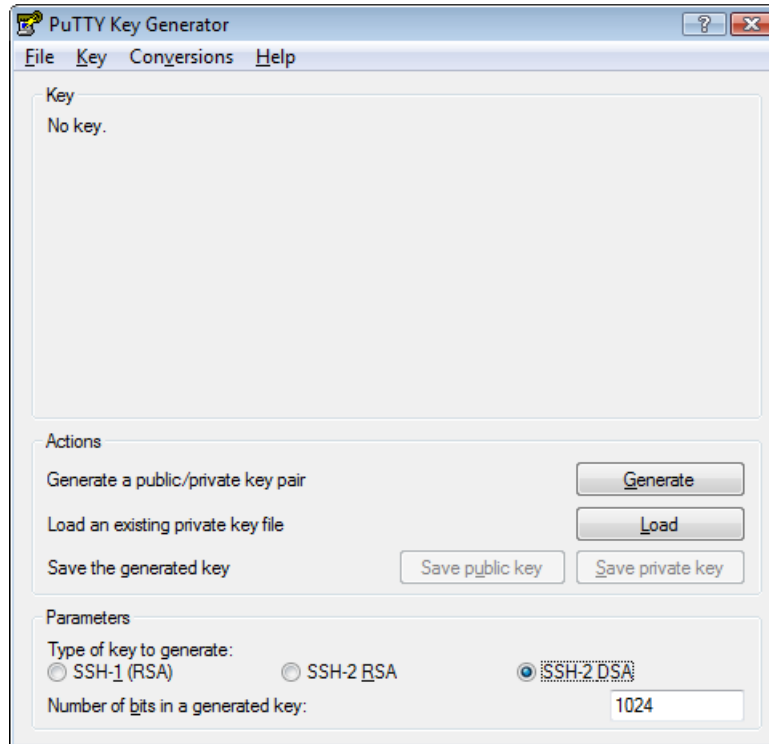 PuTTY Key Generator
File Key Conversions Help
Key
No key.
Actions
Generate a public/private key pair Generate
Load an existing private key file Load
Save the generated key Save public key Save private key
Parameters
Type of key to generate:
SSH-1 (RSA) SSH-2 RSA SSH-2 DSA
Number of bits in a generated key: 1024